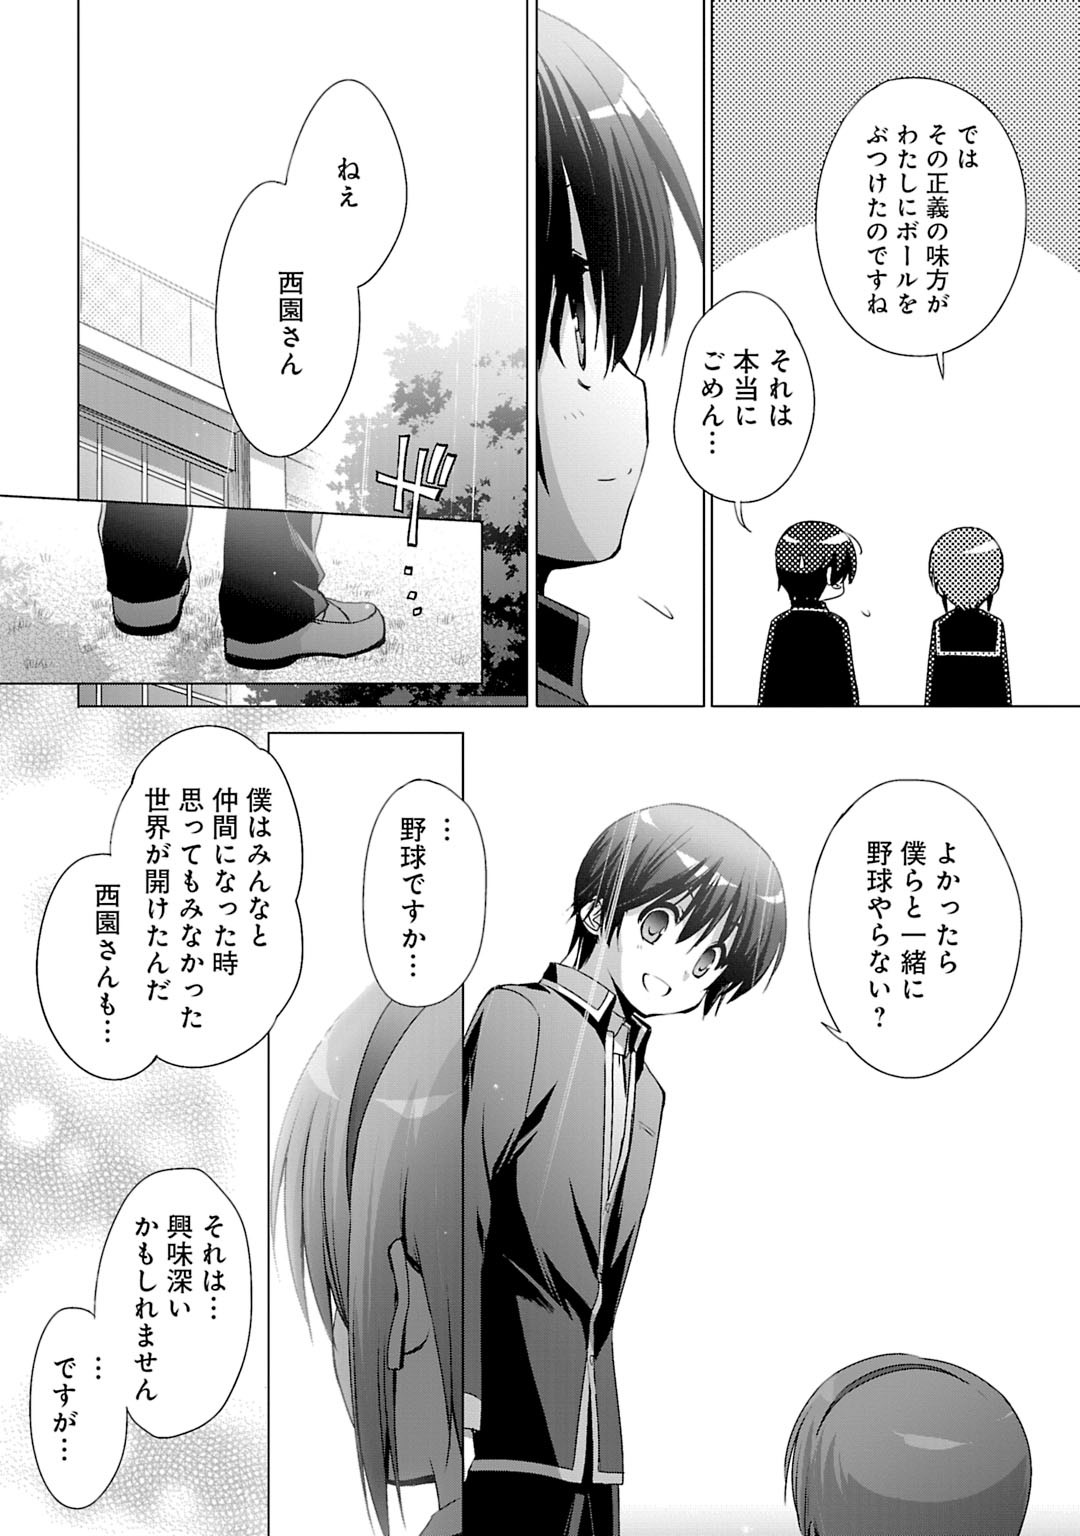 では
その正義の味方が
わたしにボールを
ぶつけたのですね
それは
本当に
ごめん…
ねえ
西園さん
ザ…
よかったら
僕らと一緒に
野球やらない?
…
野球ですか…
僕はみんなと
仲間になった時
思ってもみなかった
世界が開けたんだ
西園さんも…
それは…
興味深い
かもしれません
…
ですが…